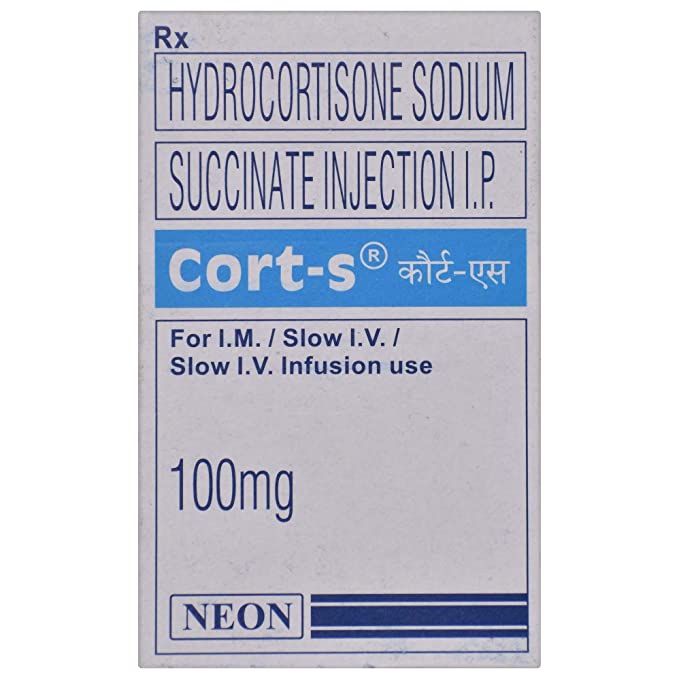 Rx
HYDROCORTISONE SODIUM
SUCCINATE INJECTION I.P.
Cort-s® कौर्ट-एस
For I.M. / Slow I.V. /
Slow I.V. Infusion use
100mg
NEON